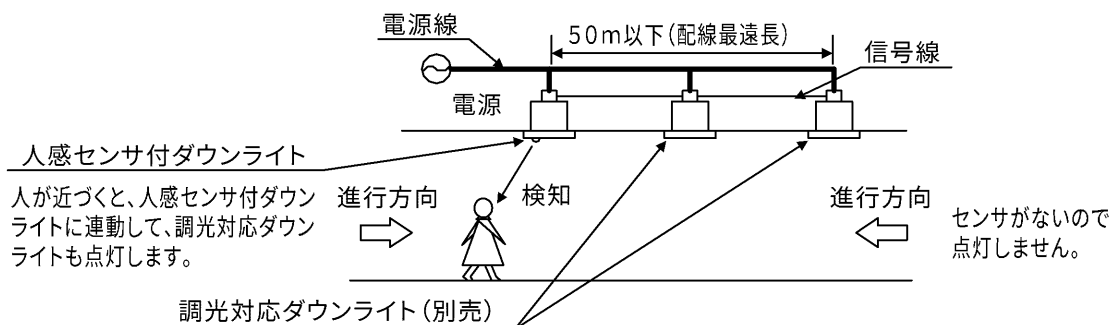 電源線
50m以下(配線最遠長)
信号線
電源
人感センサ付ダウンライト
人が近づくと、人感センサ付ダウン
ライトに連動して、調光対応ダウン
ライトも点灯します。
進行方向
検知
進行方向
センサがないので
点灯しません。
調光対応ダウンライト(別売)